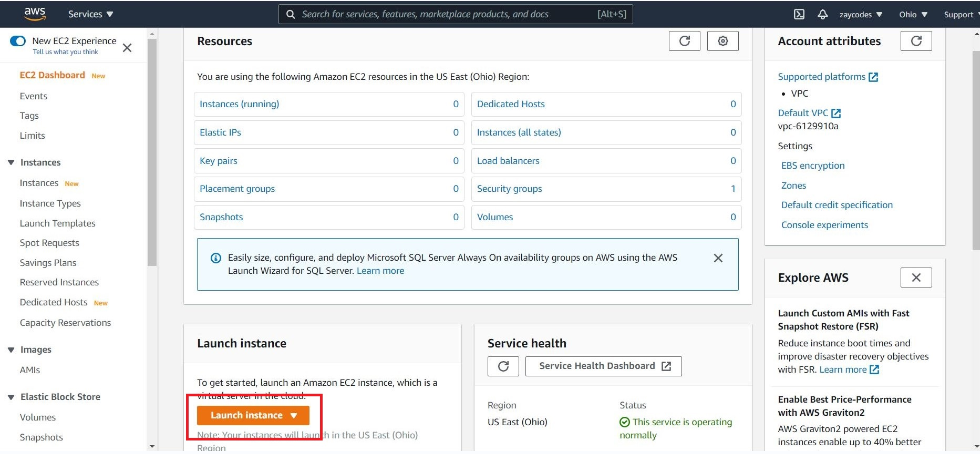 aws
Services
Search for services, features, marketplace products, and docs
[Alt+S]
zaycodes
Ohio
Support
New EC2 Experience
Tell us what you think
EC2 Dashboard New
Events
Tags
Limits
Instances
Instances New
Instance Types
Launch Templates
Spot Requests
Savings Plans
Reserved Instances
Dedicated Hosts New
Capacity Reservations
Images
AMIs
Elastic Block Store
Volumes
Snapshots
Resources
You are using the following Amazon EC2 resources in the US East (Ohio) Region:
Instances (running) 0
Dedicated Hosts 0
Elastic IPs 0
Instances (all states) 0
Key pairs 0
Load balancers 0
Placement groups 0
Security groups 1
Snapshots 0
Volumes 0
Easily size, configure, and deploy Microsoft SQL Server Always On availability groups on AWS using the AWS
Launch Wizard for SQL Server. Learn more
Launch instance
To get started, launch an Amazon EC2 instance, which is a
virtual server in the cloud.
Launch instance
Note: Your instances will launch in the US East (Ohio)
Region
Service health
Service Health Dashboard
Region
Status
US East (Ohio)
This service is operating
normally
Account attributes
Supported platforms
• VPC
Default VPC
vpc-6129910a
Settings
EBS encryption
Zones
Default credit specification
Console experiments
Explore AWS
Launch Custom AMIs with Fast
Snapshot Restore (FSR)
Reduce instance boot times and
improve disaster recovery objectives
with FSR. Learn more
Enable Best Price-Performance
with AWS Graviton2
AWS Graviton2 powered EC2
instances enable up to 40% better